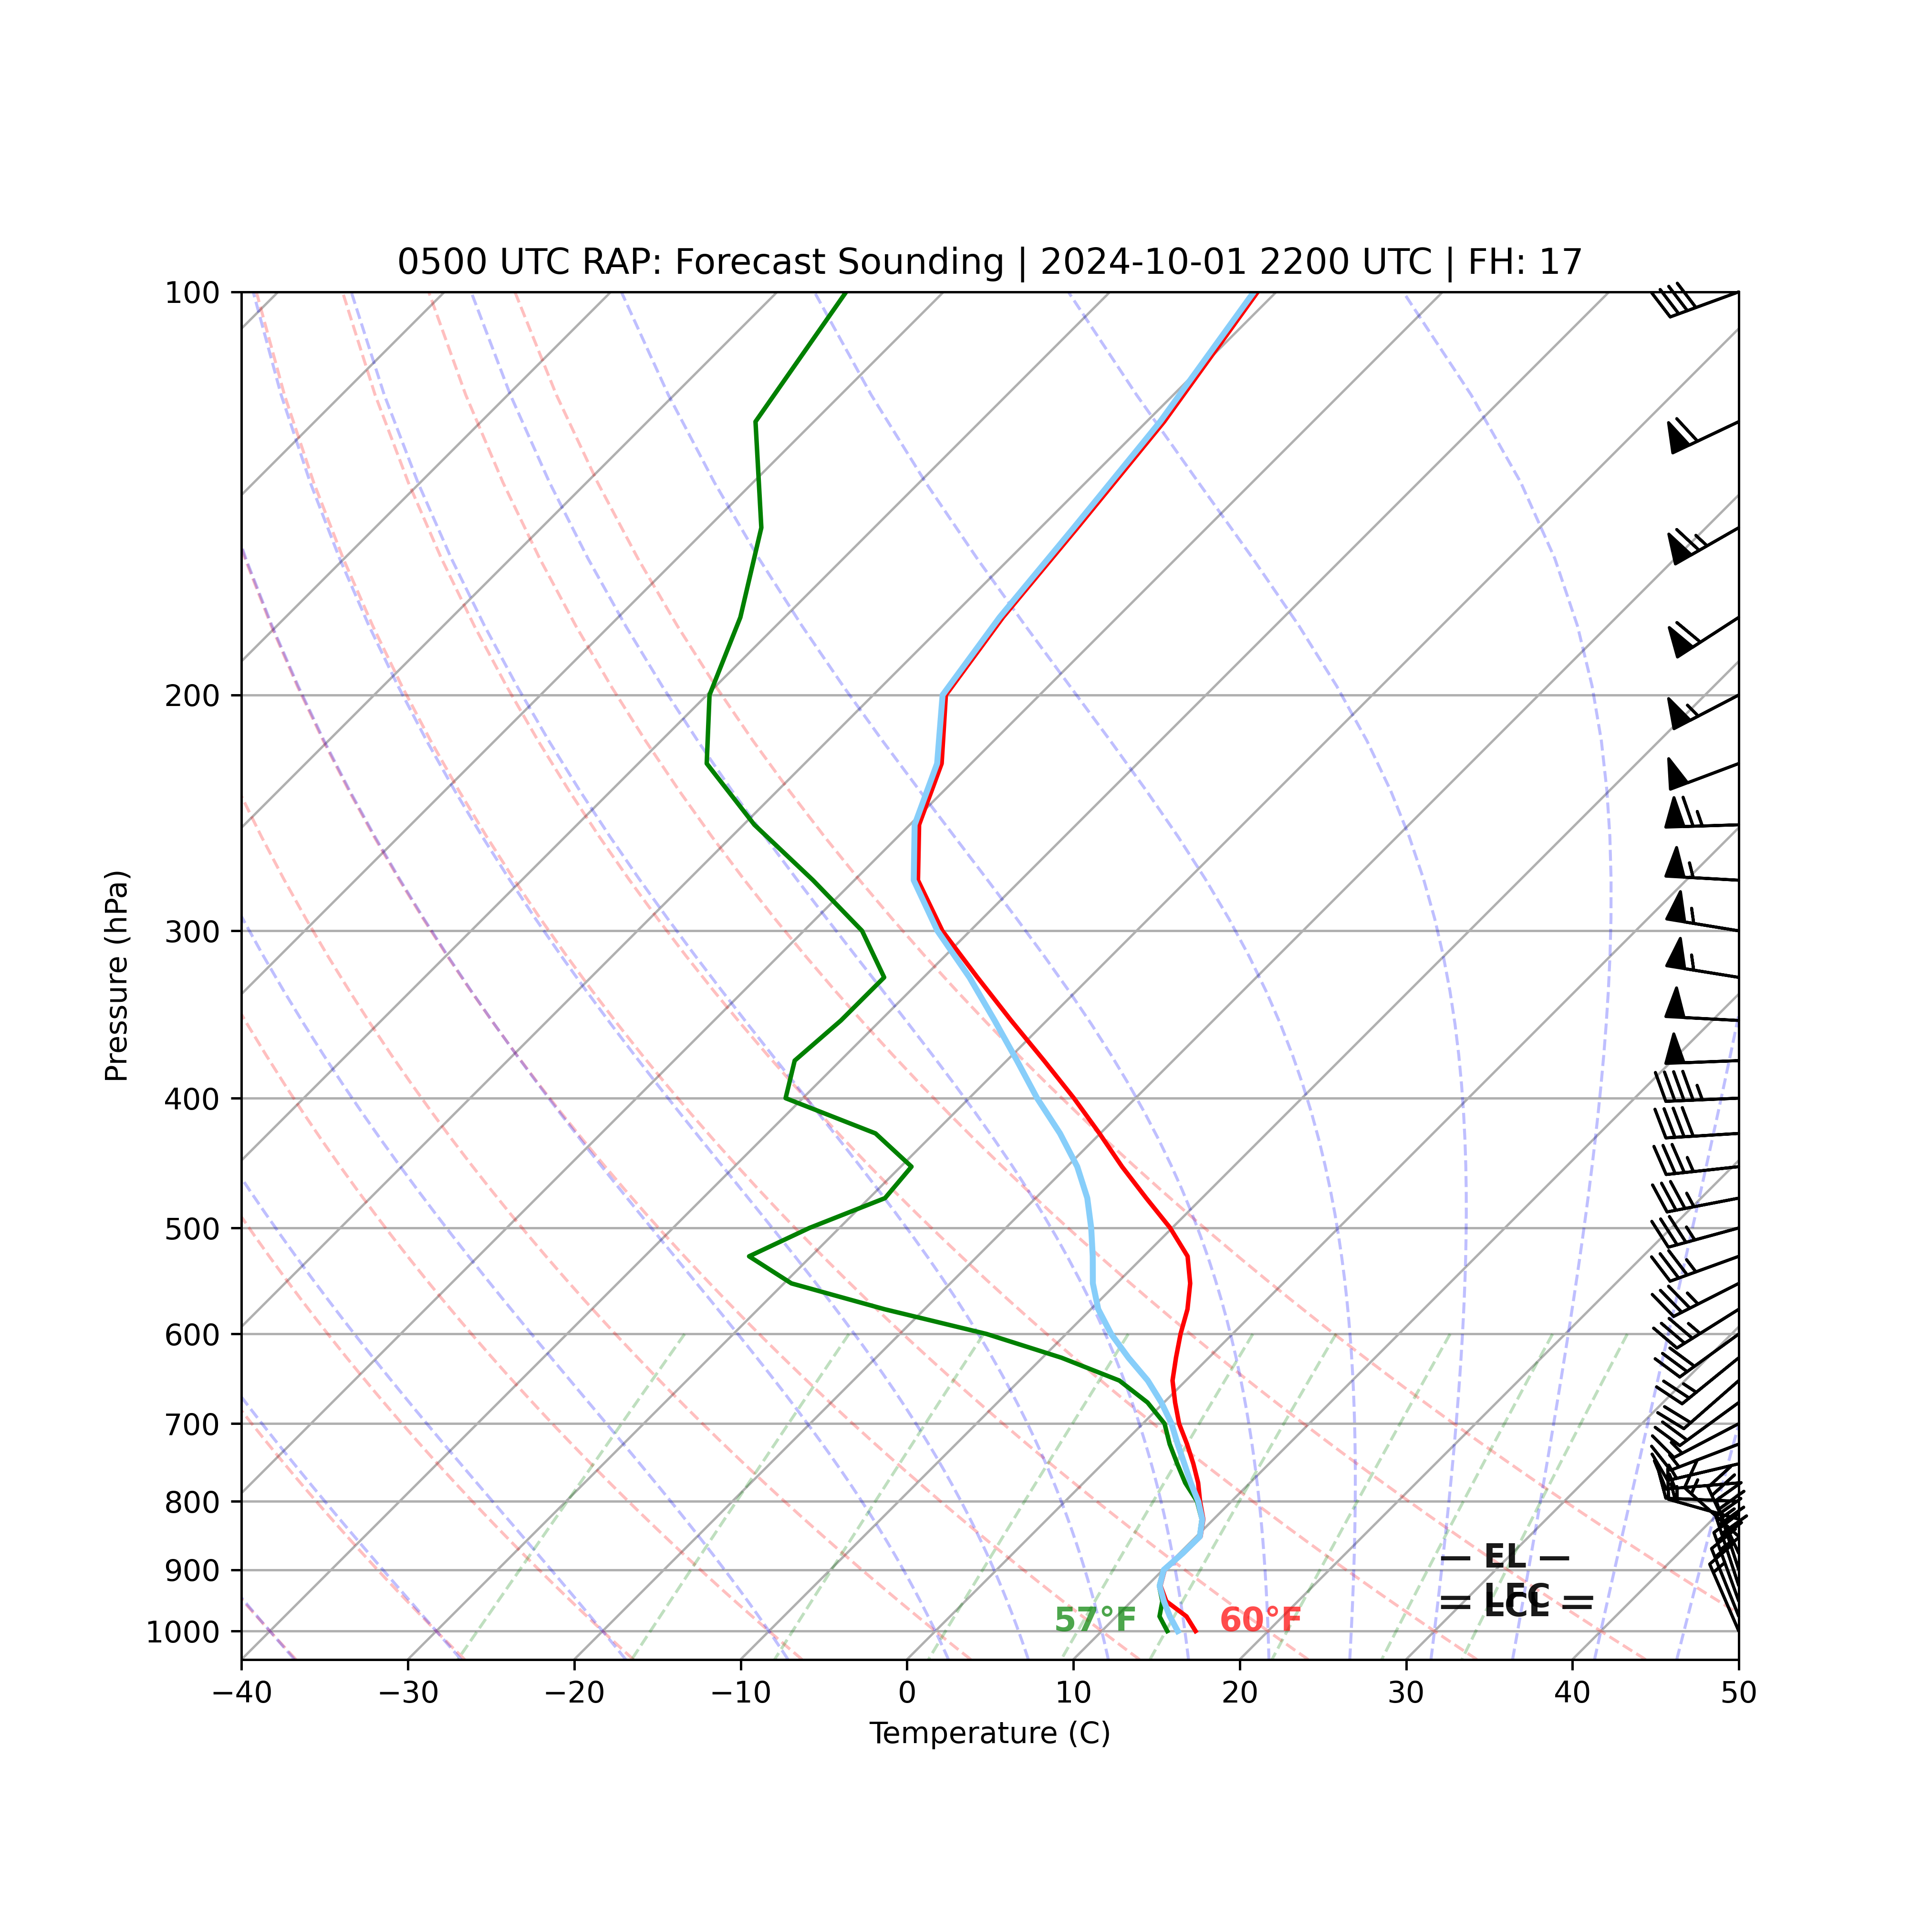 0500 UTC RAP: Forecast Sounding | 2024-10-01 2200 UTC | FH: 17
100
200
300
400
500
600
700
800
900
1000
Pressure (hPa)
— EL —
— LFC —
— LCL —
57°F
60°F
−40 −30 −20 −10 0 10 20 30 40 50
Temperature (C)